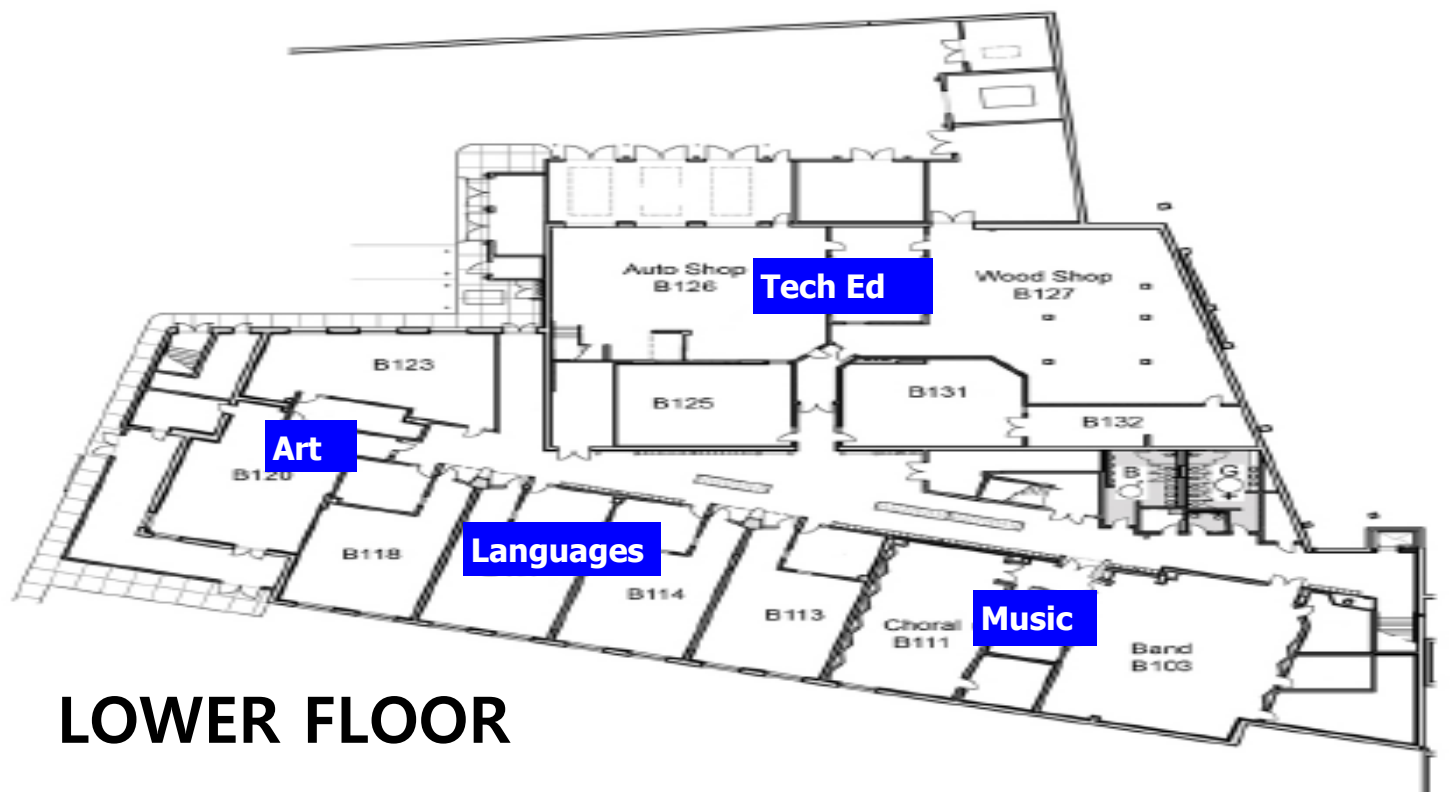 Auto Shop
B126
Tech Ed
Wood Shop
B127
B123
B125
B131
B132
Art
B120
B
G
B118
Languages
B114
B113
Choral
B111
Music
Band
B103
LOWER FLOOR